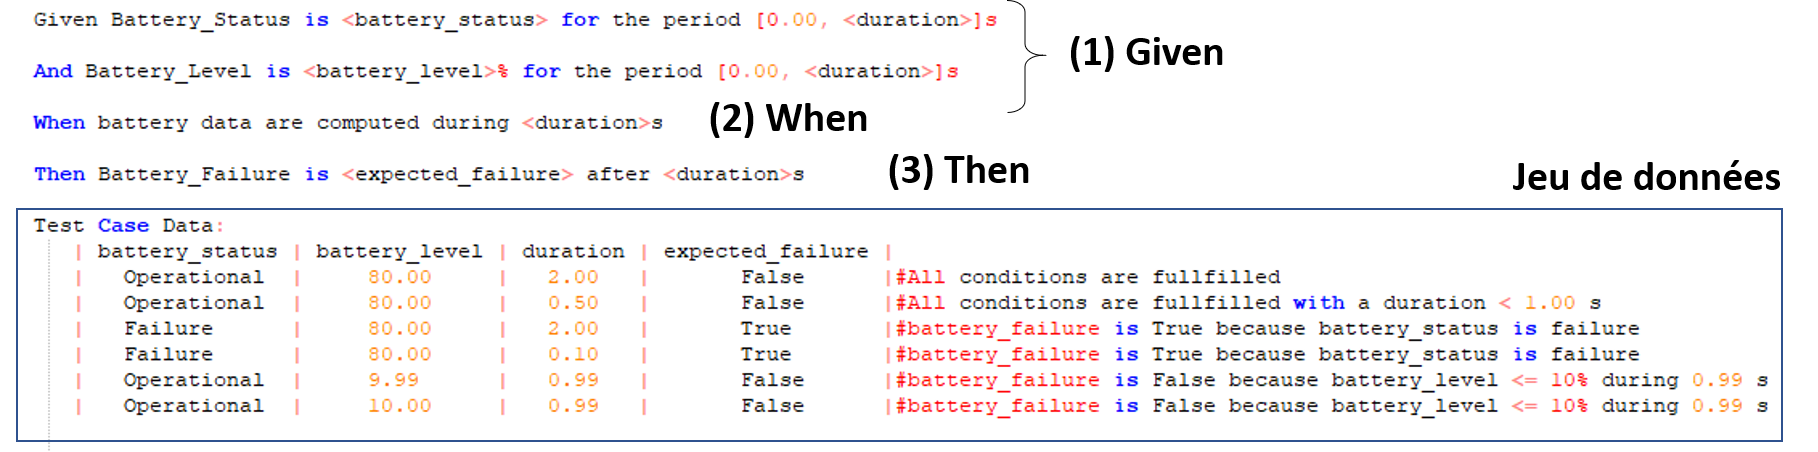 Given Battery_Status is <battery_status> for the period [0.00, <duration>]s
(1) Given
And Battery_Level is <battery_level>% for the period [0.00, <duration>]s
When battery data are computed during <duration>s
(2) When
Then Battery_Failure is <expected_failure> after <duration>s
(3) Then
Jeu de données
Test Case Data:
| battery_status | battery_level | duration | expected_failure |
| Operational | 80.00 | 2.00 | False |#All conditions are fullfilled
| Operational | 80.00 | 0.50 | False |#All conditions are fullfilled with a duration < 1.00 s
| Failure | 80.00 | 2.00 | True |#battery_failure is True because battery_status is failure
| Failure | 80.00 | 0.10 | True |#battery_failure is True because battery_status is failure
| Operational | 9.99 | 0.99 | False |#battery_failure is False because battery_level <= 10% during 0.99 s
| Operational | 10.00 | 0.99 | False |#battery_failure is False because battery_level <= 10% during 0.99 s